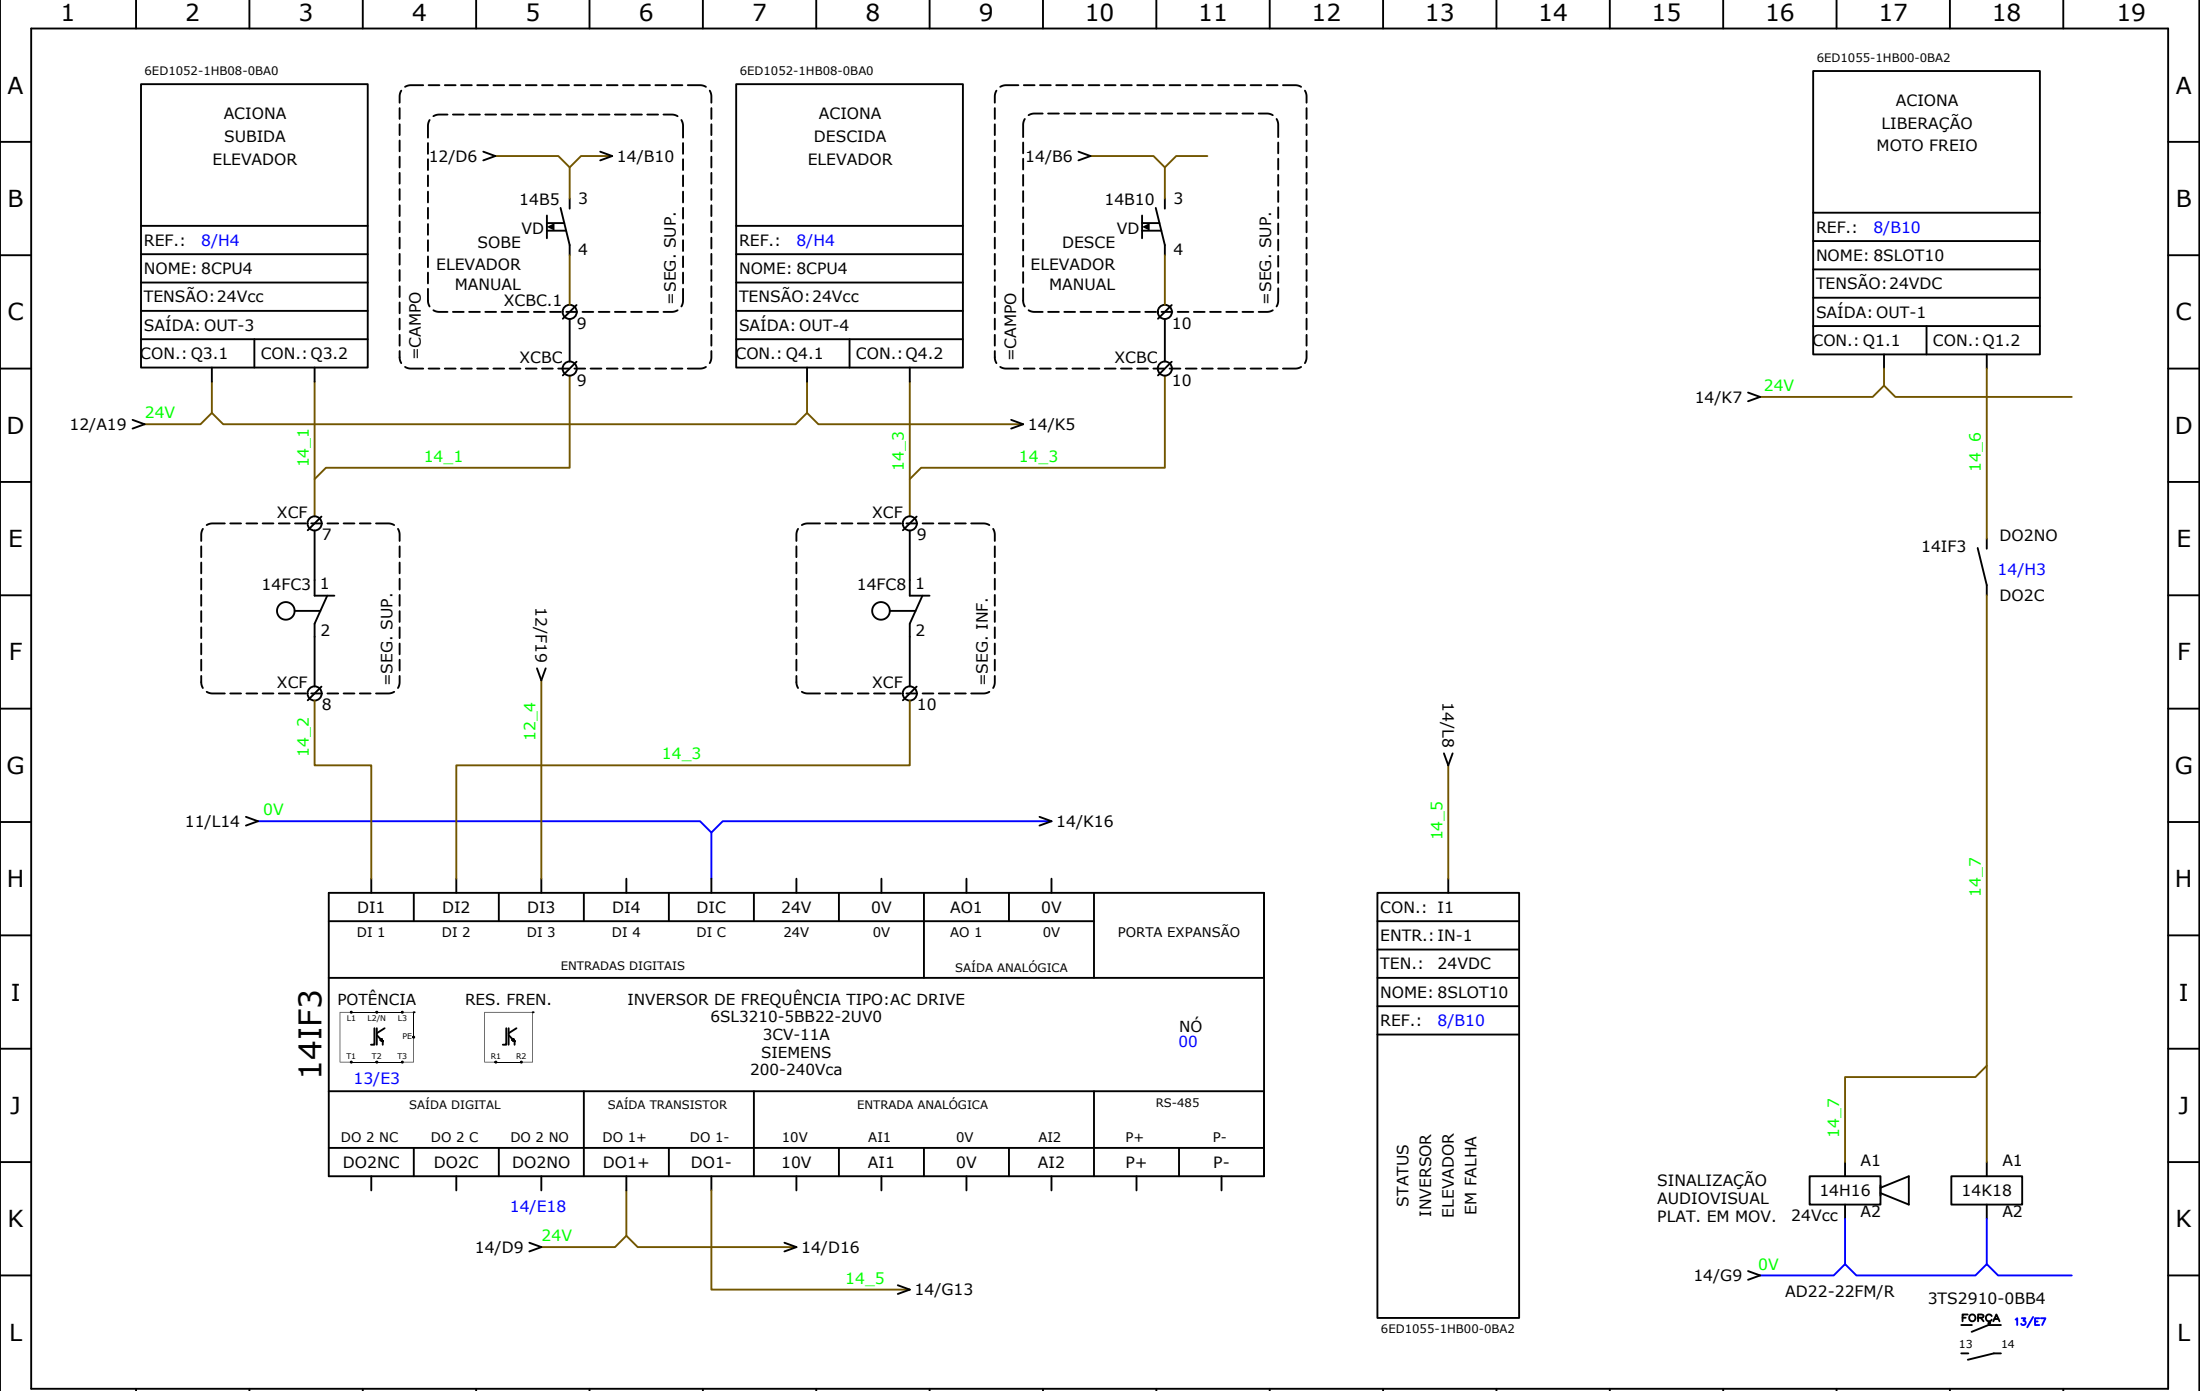 1 2 3 4 5 6 7 8 9 10 11 12 13 14 15 16 17 18 19
A
B
C
D
E
F
G
H
I
J
K
L
6ED1052-1HB08-0BA0
ACIONA
SUBIDA
ELEVADOR
REF.: 8/H4
NOME: 8CPU4
TENSÃO: 24Vcc
SAÍDA: OUT-3
CON.: Q3.1 CON.: Q3.2
12/D6 14/B10
14B5 3
VD
4
SOBE
ELEVADOR
MANUAL
XCBC.1
9
=SEG. SUP.
=CAMPO
XCBC
9
6ED1052-1HB08-0BA0
ACIONA
DESCIDA
ELEVADOR
REF.: 8/H4
NOME: 8CPU4
TENSÃO: 24Vcc
SAÍDA: OUT-4
CON.: Q4.1 CON.: Q4.2
14/B6
14B10 3
VD
4
DESCE
ELEVADOR
MANUAL
10
=SEG. SUP.
=CAMPO
XCBC
10
6ED1055-1HB00-0BA2
ACIONA
LIBERAÇÃO
MOTO FREIO
REF.: 8/B10
NOME: 8SLOT10
TENSÃO: 24VDC
SAÍDA: OUT-1
CON.: Q1.1 CON.: Q1.2
12/A19 24V 14/K5
14_1
14_1
14_3
14_3
14/K7 24V
14_6
XCF
7
14FC3 1
2
=SEG. SUP.
XCF
8
14_2
12/F19
12_4
XCF
9
14FC8 1
2
=SEG. INF.
XCF
10
14_3
14IF3 DO2NO
14/H3
DO2C
14_7
14/L8
14_5
11/L14 0V 14/K16
14IF3
DI1 DI2 DI3 DI4 DIC 24V 0V AO1 0V
DI 1 DI 2 DI 3 DI 4 DI C 24V 0V AO 1 0V PORTA EXPANSÃO
ENTRADAS DIGITAIS SAÍDA ANALÓGICA
POTÊNCIA RES. FREN. INVERSOR DE FREQUÊNCIA TIPO:AC DRIVE
6SL3210-5BB22-2UV0
3CV-11A
SIEMENS
200-240Vca
L1 L2/N L3
PE
T1 T2 T3
R1 R2
13/E3
NÓ
00
SAÍDA DIGITAL SAÍDA TRANSISTOR ENTRADA ANALÓGICA RS-485
DO 2 NC DO 2 C DO 2 NO DO 1+ DO 1- 10V AI1 0V AI2 P+ P-
DO2NC DO2C DO2NO DO1+ DO1- 10V AI1 0V AI2 P+ P-
14/E18
14/D9 24V 14/D16
14_5 14/G13
CON.: I1
ENTR.: IN-1
TEN.: 24VDC
NOME: 8SLOT10
REF.: 8/B10
STATUS
INVERSOR
ELEVADOR
EM FALHA
6ED1055-1HB00-0BA2
14_7
SINALIZAÇÃO
AUDIOVISUAL
PLAT. EM MOV.
A1
14H16
24Vcc A2
A1
14K18
A2
14/G9 0V
AD22-22FM/R
3TS2910-0BB4
FORÇA 13/E7
13 14
A
B
C
D
E
F
G
H
I
J
K
L